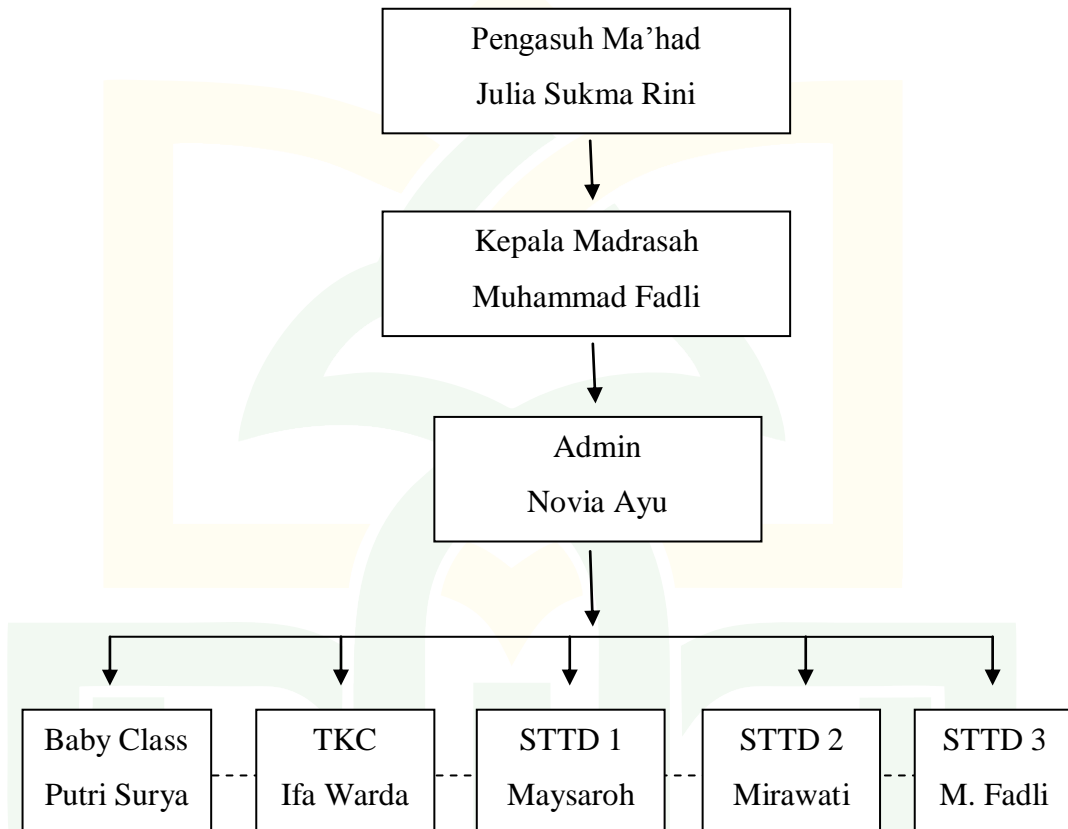 Pengasuh Ma’had
Julia Sukma Rini
Kepala Madrasah
Muhammad Fadli
Admin
Novia Ayu
Baby Class
Putri Surya
TKC
Ifa Warda
STTD 1
Maysaroh
STTD 2
Mirawati
STTD 3
M. Fadli